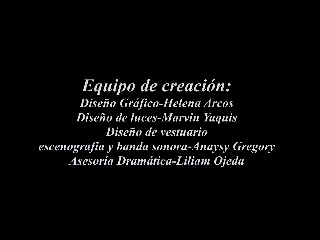 Equipo de creación:
Diseño Gráfico-Helena Arcos
Diseño de luces-Marvin Yaquis
Diseño de vestuario
escenografía y banda sonora-Anaysy Gregory
Asesoría Dramática-Liliam Ojeda